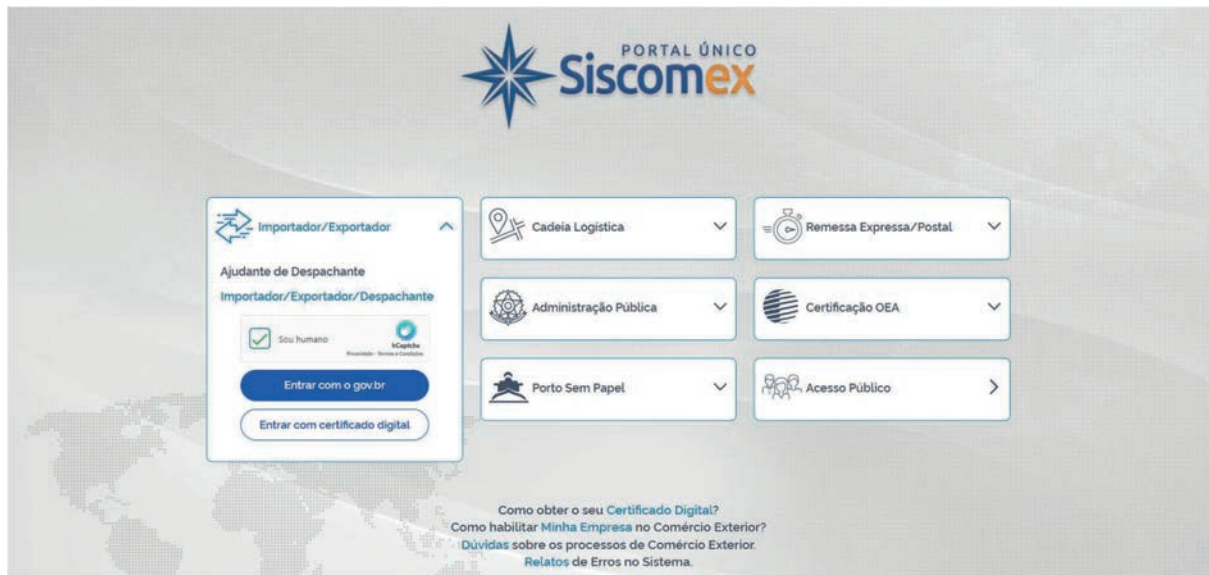 PORTAL ÚNICO
Siscomex
Importador/Exportador
Ajudante de Despachante
Importador/Exportador/Despachante
Sou humano
hCaptcha
Privacidade - Termos e Condições
Entrar com o gov.br
Entrar com certificado digital
Cadeia Logística
Remessa Expressa/Postal
Administração Pública
Certificação OEA
Porto Sem Papel
Acesso Público
Como obter o seu Certificado Digital?
Como habilitar Minha Empresa no Comércio Exterior?
Dúvidas sobre os processos de Comércio Exterior.
Relatos de Erros no Sistema.